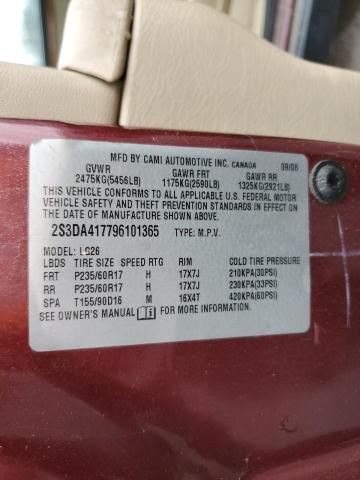 MFD BY CAMI AUTOMOTIVE INC. CANADA 09/08
GVWR GAWR FRT GAWR RR
2475KG(5456LB) 1175KG(2590LB) 1325KG(2921LB)
THIS VEHICLE CONFORMS TO ALL APPLICABLE U.S. FEDERAL MOTOR
VEHICLE SAFETY AND THEFT PREVENTION STANDARDS IN EFFECT
ON THE DATE OF MANUFACTURE SHOWN ABOVE.
2S3DA417796101365 TYPE: M.P.V.
MODEL: LS26
LBDS TIRE SIZE SPEED RTG RIM COLD TIRE PRESSURE
FRT P235/60R17 H 17X7J 210KPA(30PSI)
RR P235/60R17 H 17X7J 230KPA(33PSI)
SPA T155/90D16 M 16X4T 420KPA(60PSI)
SEE OWNER'S MANUAL FOR ADDITIONAL INFORMATION